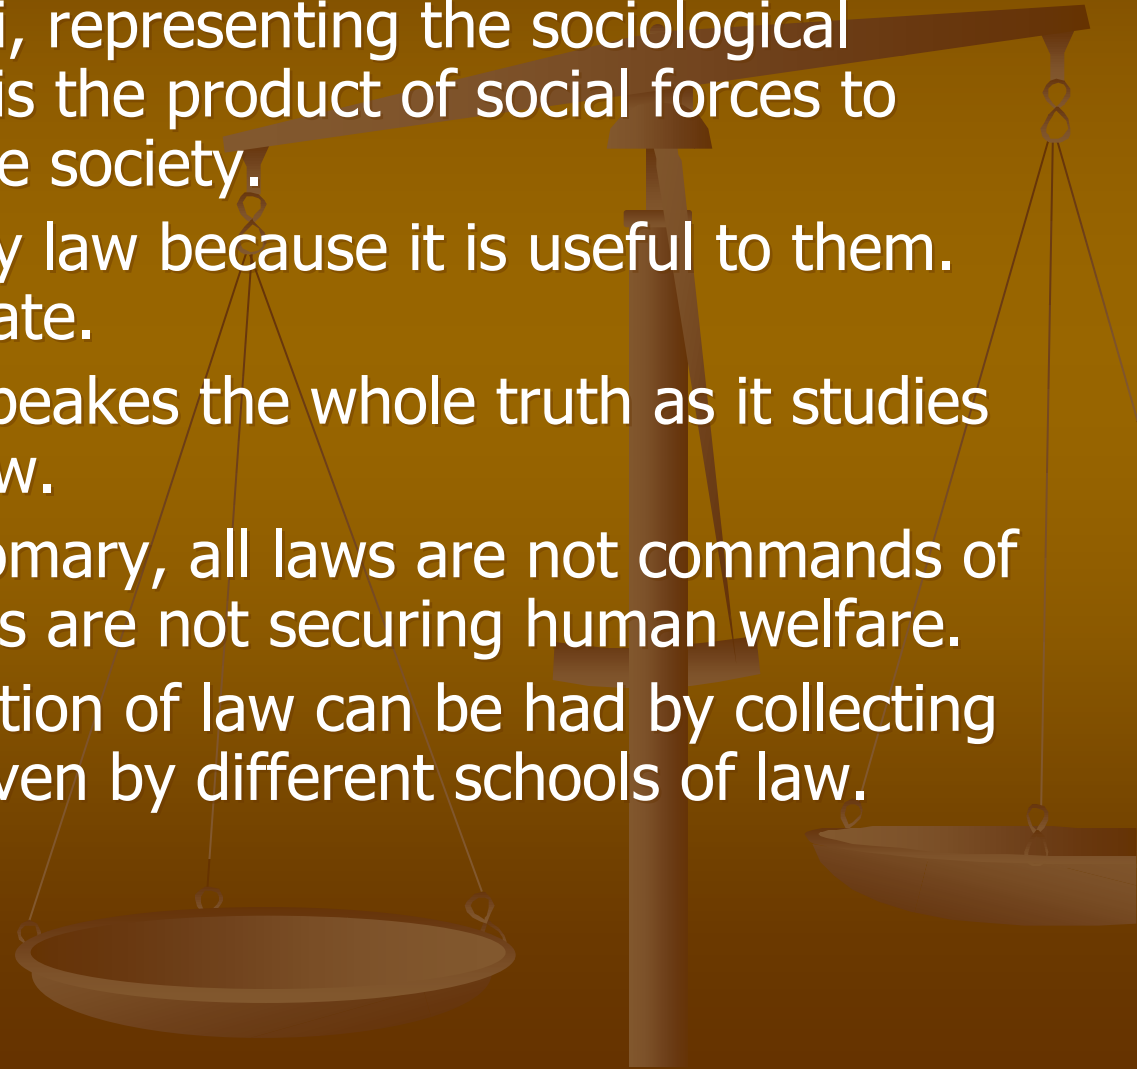 i, representing the sociological
is the product of social forces to
e society.
y law because it is useful to them.
ate.
peakes the whole truth as it studies
w.
omary, all laws are not commands of
s are not securing human welfare.
tion of law can be had by collecting
ven by different schools of law.